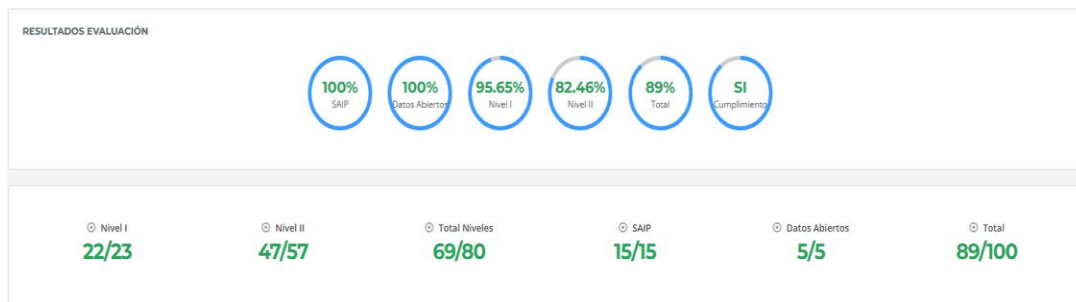 RESULTADOS EVALUACIÓN
100%
SAIP
100%
Datos Abiertos
95.65%
Nivel I
82.46%
Nivel II
89%
Total
SI
Cumplimiento
Nivel I
22/23
Nivel II
47/57
Total Niveles
69/80
SAIP
15/15
Datos Abiertos
5/5
Total
89/100